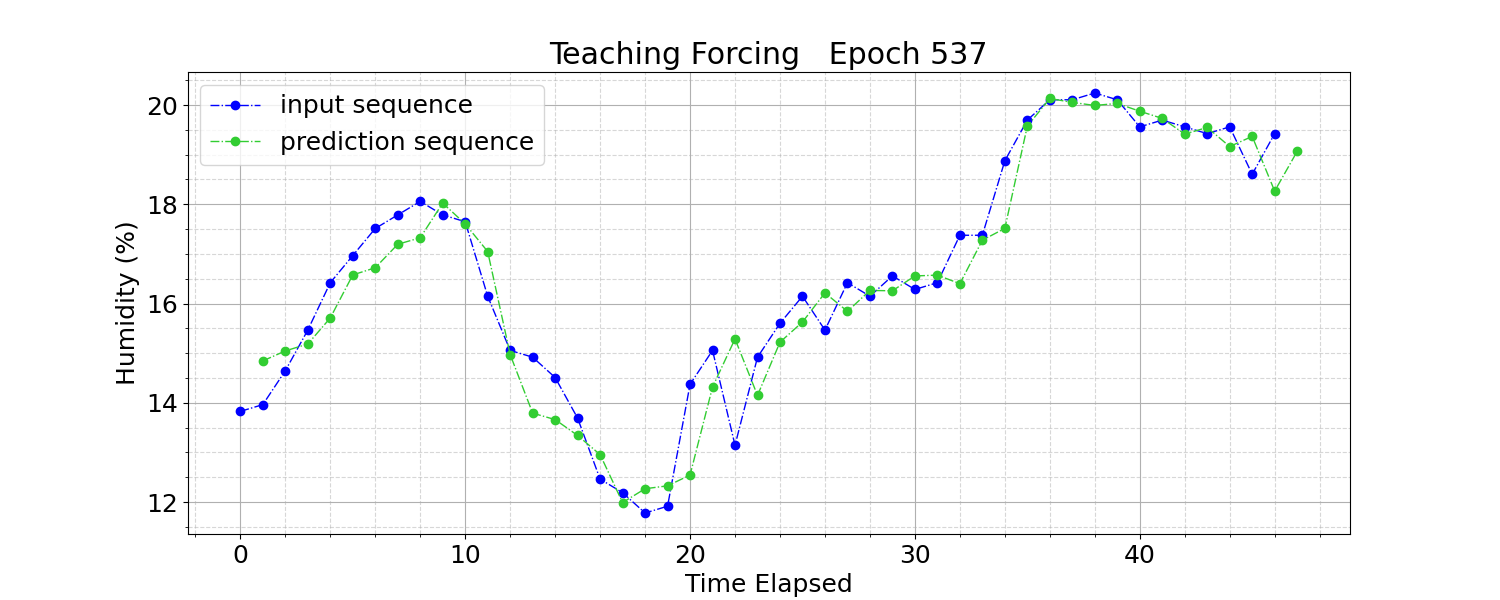 Teaching Forcing   Epoch 537
input sequence
prediction sequence
Humidity (%)
20
18
16
14
12
0 10 20 30 40
Time Elapsed